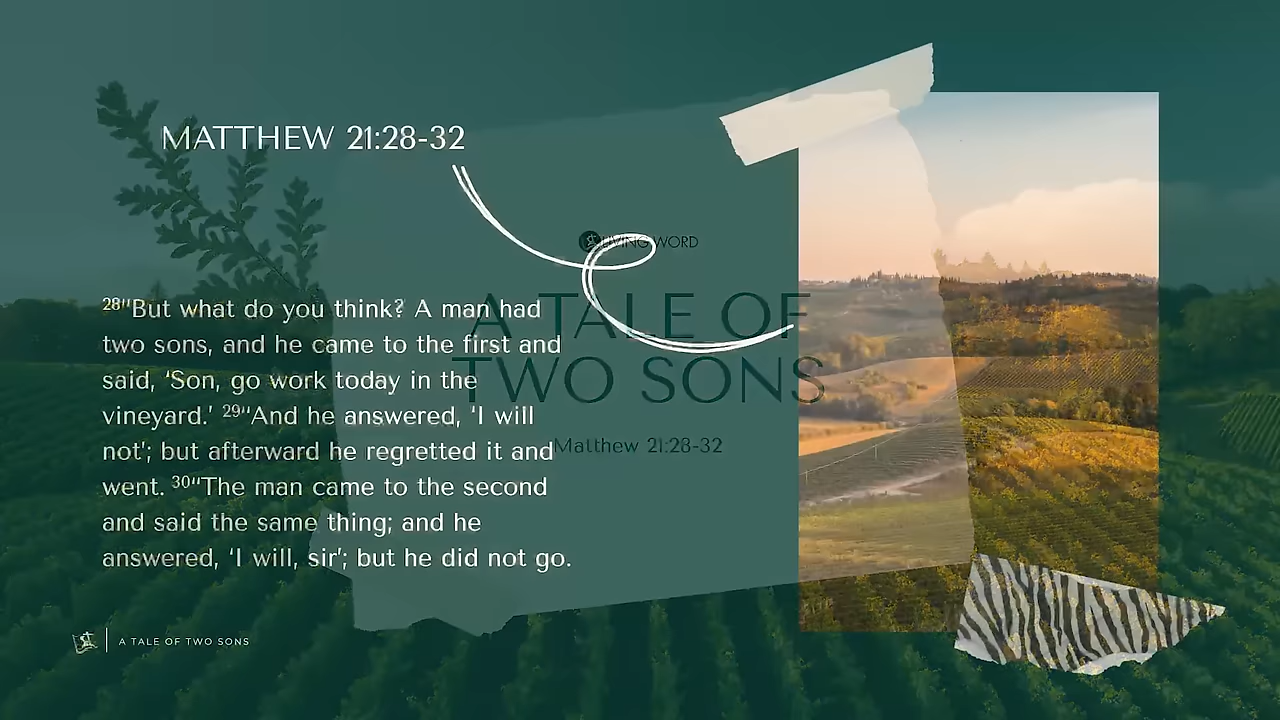 MATTHEW 21:28-32
LIVING WORD
A TALE OF
TWO SONS
Matthew 21:28-32
28"But what do you think? A man had
two sons, and he came to the first and
said, ‘Son, go work today in the
vineyard.’ 29"And he answered, ‘I will
not’; but afterward he regretted it and
went. 30"The man came to the second
and said the same thing; and he
answered, ‘I will, sir’; but he did not go.
A TALE OF TWO SONS